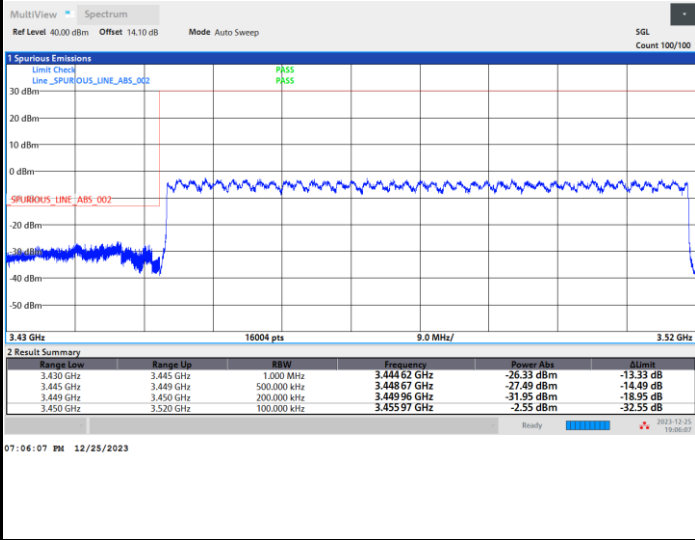 MultiView Spectrum
Ref Level 40.00 dBm Offset 14.10 dB Mode Auto Sweep SGL
Count 100/100
1 Spurious Emissions
Limit Check PASS
Line _SPURIOUS_LINE_ABS_002 PASS
30 dBm
20 dBm
10 dBm
0 dBm
SPURIOUS_LINE_ABS_002
-20 dBm
-30 dBm
-40 dBm
-50 dBm
3.43 GHz 16004 pts 9.0 MHz/ 3.52 GHz
2 Result Summary
Range Low Range Up RBW Frequency Power Abs ΔLimit
3.430 GHz 3.445 GHz 1.000 MHz 3.444 62 GHz -26.33 dBm -13.33 dB
3.445 GHz 3.449 GHz 500.000 kHz 3.448 67 GHz -27.49 dBm -14.49 dB
3.449 GHz 3.450 GHz 200.000 kHz 3.449 96 GHz -31.95 dBm -18.95 dB
3.450 GHz 3.520 GHz 100.000 kHz 3.455 97 GHz -2.55 dBm -32.55 dB
Ready 2023-12-25
19:06:07
07:06:07 PM 12/25/2023